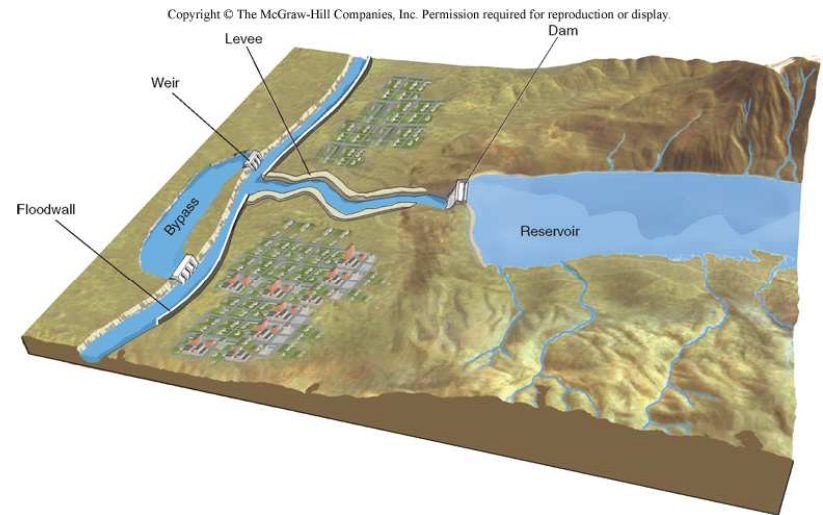 Copyright © The McGraw-Hill Companies, Inc. Permission required for reproduction or display.
Levee
Dam
Weir
Floodwall
Bypass
Reservoir